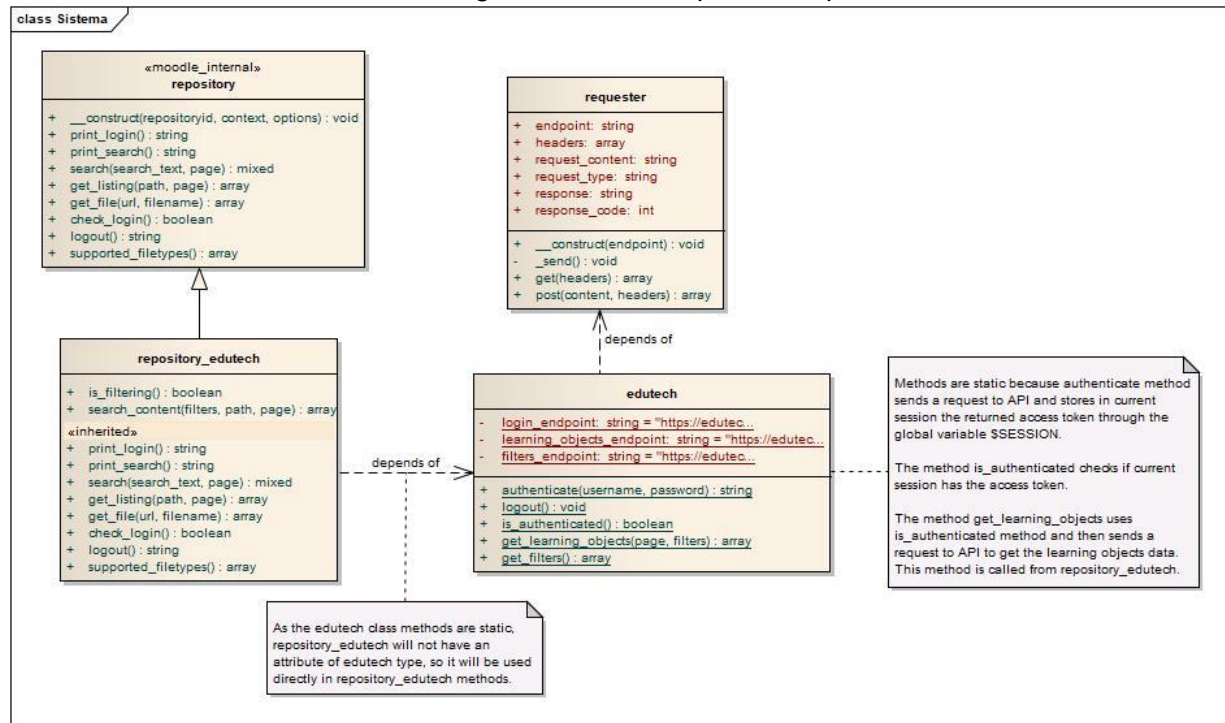 class Sistema
«moodle_internal»
repository
+ __construct(repositoryid, context, options) : void
+ print_login() : string
+ print_search() : string
+ search(search_text, page) : mixed
+ get_listing(path, page) : array
+ get_file(url, filename) : array
+ check_login() : boolean
+ logout() : string
+ supported_filetypes() : array
requester
+ endpoint: string
+ headers: array
+ request_content: string
+ request_type: string
+ response: string
+ response_code: int
+ __construct(endpoint) : void
- _send() : void
+ get(headers) : array
+ post(content, headers) : array
depends of
repository_edutech
+ is_filtering() : boolean
+ search_content(filters, path, page) : array
«inherited»
+ print_login() : string
+ print_search() : string
+ search(search_text, page) : mixed
+ get_listing(path, page) : array
+ get_file(url, filename) : array
+ check_login() : boolean
+ logout() : string
+ supported_filetypes() : array
depends of
edutech
- login_endpoint: string = "https://edutec...
- learning_objects_endpoint: string = "https://edutec...
- filters_endpoint: string = "https://edutec...
+ authenticate(username, password) : string
+ logout() : void
+ is_authenticated() : boolean
+ get_learning_objects(page, filters) : array
+ get_filters() : array
Methods are static because authenticate method
sends a request to API and stores in current
session the returned access token through the
global variable $SESSION.
The method is_authenticated checks if current
session has the access token.
The method get_learning_objects uses
is_authenticated method and then sends a
request to API to get the learning objects data.
This method is called from repository_edutech.
As the edutech class methods are static,
repository_edutech will not have an
attribute of edutech type, so it will be used
directly in repository_edutech methods.